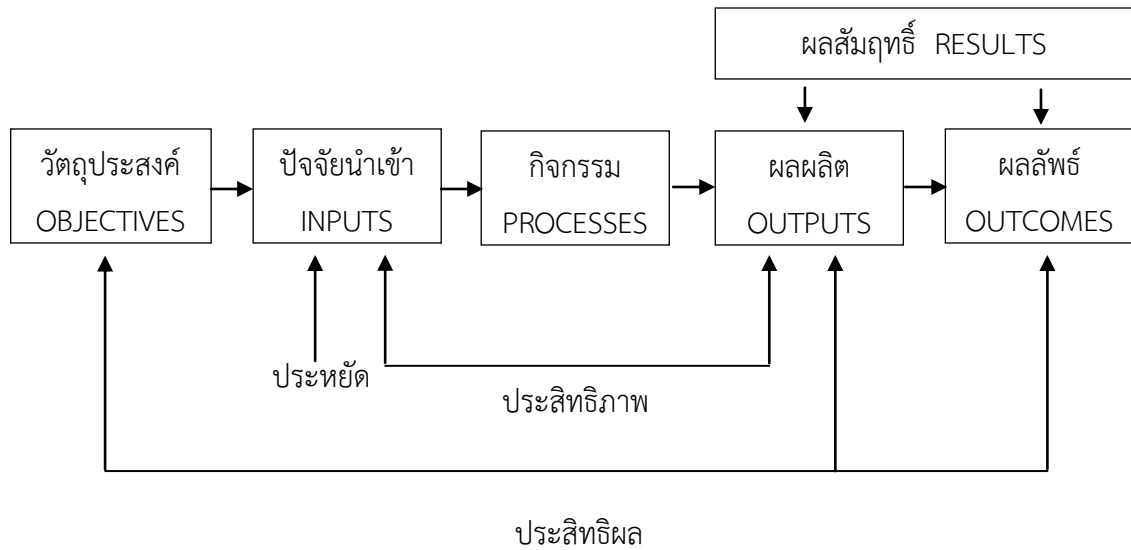 ผลสัมฤทธิ์ RESULTS
วัตถุประสงค์
OBJECTIVES
ปัจจัยนำเข้า
INPUTS
กิจกรรม
PROCESSES
ผลผลิต
OUTPUTS
ผลลัพธ์
OUTCOMES
ประหยัด
ประสิทธิภาพ
ประสิทธิผล